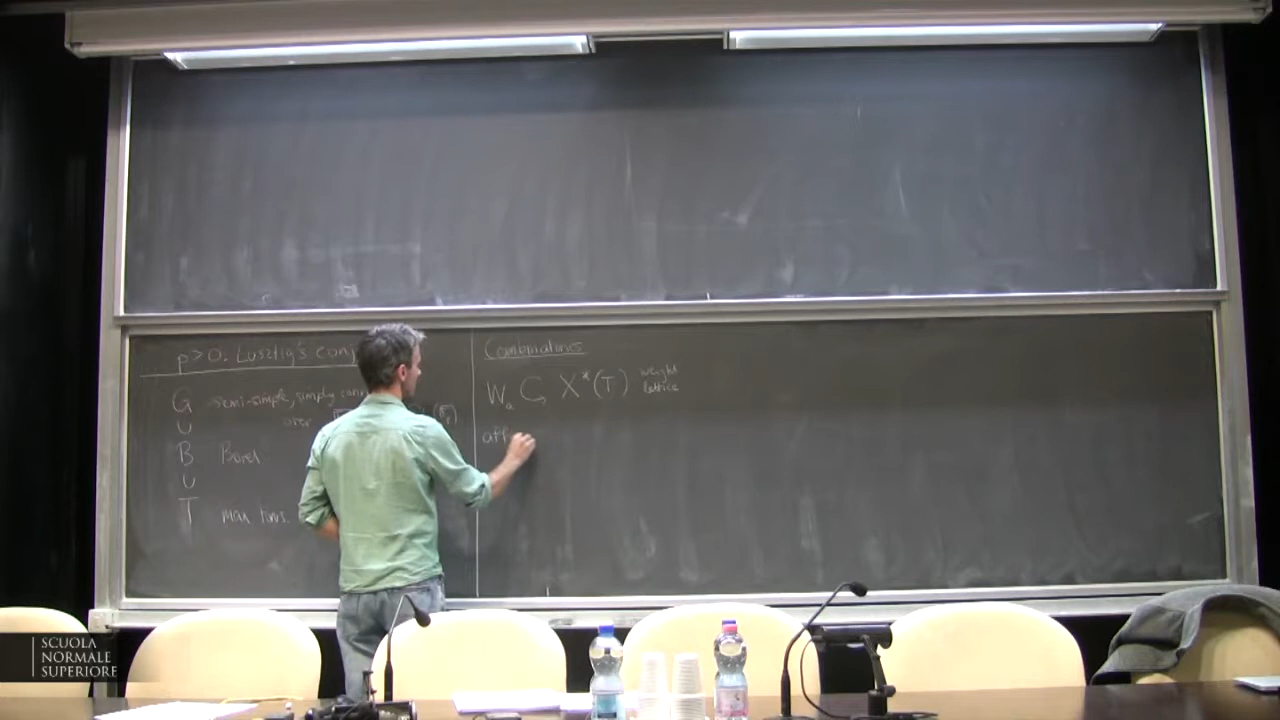 p>0. Lusztig's conj
G semi-simple, simply conn
∪ over
B Borel
∪
T max torus.
Combinatorics
W_a X*(T) weight lattice
aff
SCUOLA
NORMALE
SUPERIORE